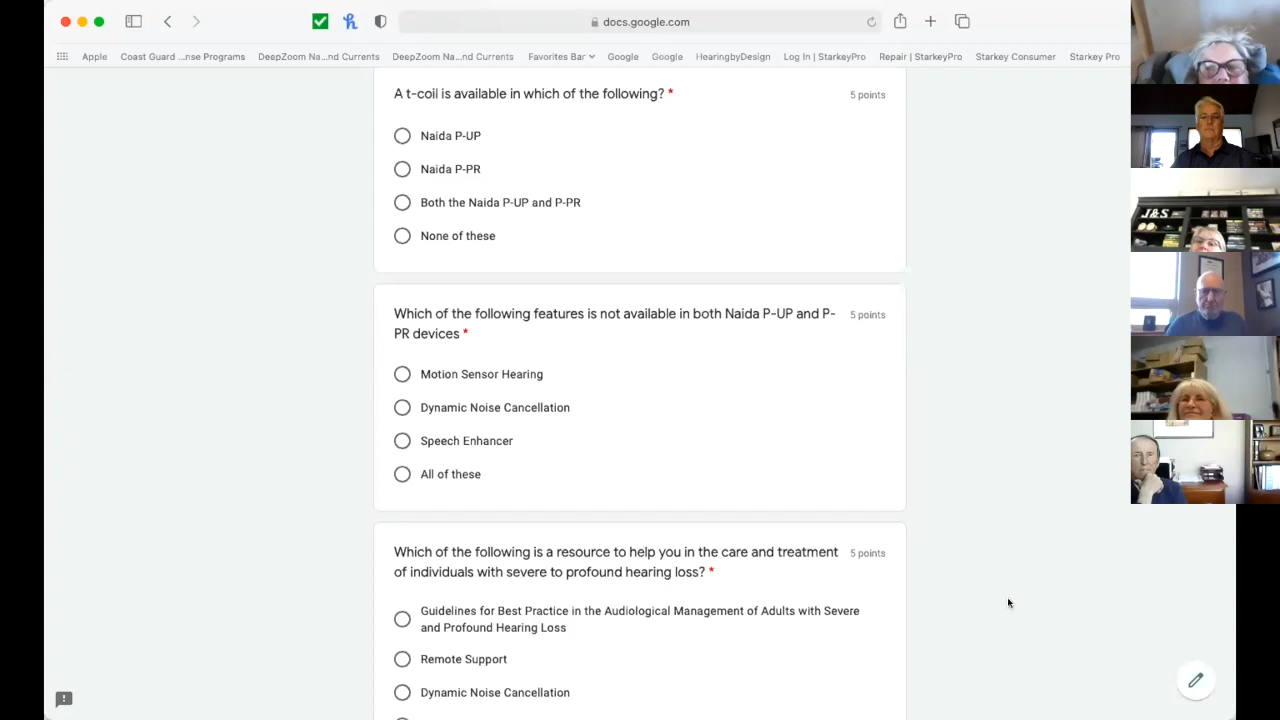 docs.google.com
Apple
Coast Guard ...nse Programs
DeepZoom Na...nd Currents
DeepZoom Na...nd Currents
Favorites Bar
Google
Google
HearingbyDesign
Log In | StarkeyPro
Repair | StarkeyPro
Starkey Consumer
Starkey Pro
A t-coil is available in which of the following? *
5 points
Naida P-UP
Naida P-PR
Both the Naida P-UP and P-PR
None of these
Which of the following features is not available in both Naida P-UP and P-
PR devices *
5 points
Motion Sensor Hearing
Dynamic Noise Cancellation
Speech Enhancer
All of these
Which of the following is a resource to help you in the care and treatment
of individuals with severe to profound hearing loss? *
5 points
Guidelines for Best Practice in the Audiological Management of Adults with Severe
and Profound Hearing Loss
Remote Support
Dynamic Noise Cancellation
J&S